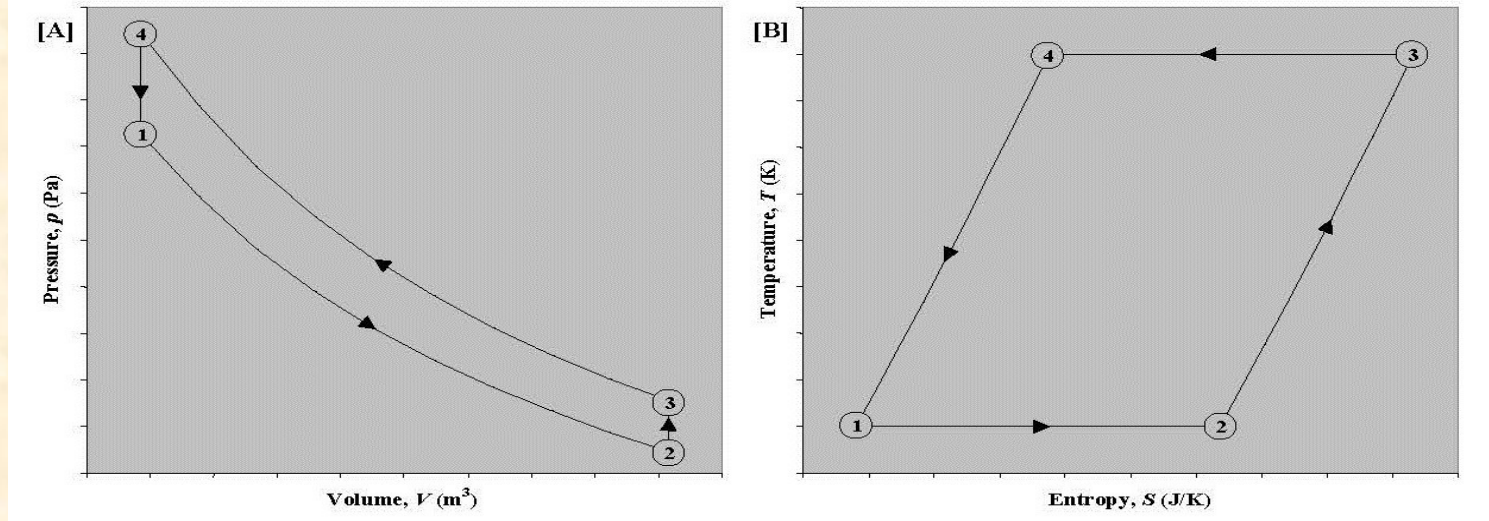 [A]
4
1
3
2
Pressure, p (Pa)
Volume, V (m³)
[B]
4
3
1
2
Temperature, T (K)
Entropy, S (J/K)